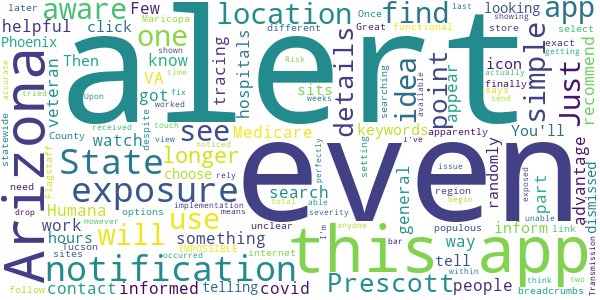 alert
even
this app
Arizona
notification
exposure
State
will
use
aware
location
find
app
one
see
idea
point
details
simple
Just
Prescott
longer
watch
informed
contact
Few
Maricopa
later
helpful
click
looking
Once
showing
different
Great
functional
Phoenix
Then
know
tracing
hospitals
store
select
exact
last
icon
statewide
VA
veteran
time
shown
Risk
sits
appear
says
recommend
accurate
tried
Upon
fix
got
weeks
actually
send
searching
available
finally
getting
County
received
touch
worked
Medicare
keywords
You'll
Flagstaff
noticed
despite
view
perfectly
apparently
I've
setting
randomly
advantage
need
choose
search
general
region
begin
exposed
Humana
options
rely
able
severity
issue
unable
part
dismissed
drop
However
implementation
means
total
anyone
populous
link
work
something
unclear
inform
way
Tucson
sites
IMPOSSIBLE
internet
I'm
bar
tell
think
two
hours
occurred
within
follow
telling
covid
people
breadcrumbs
Transmission